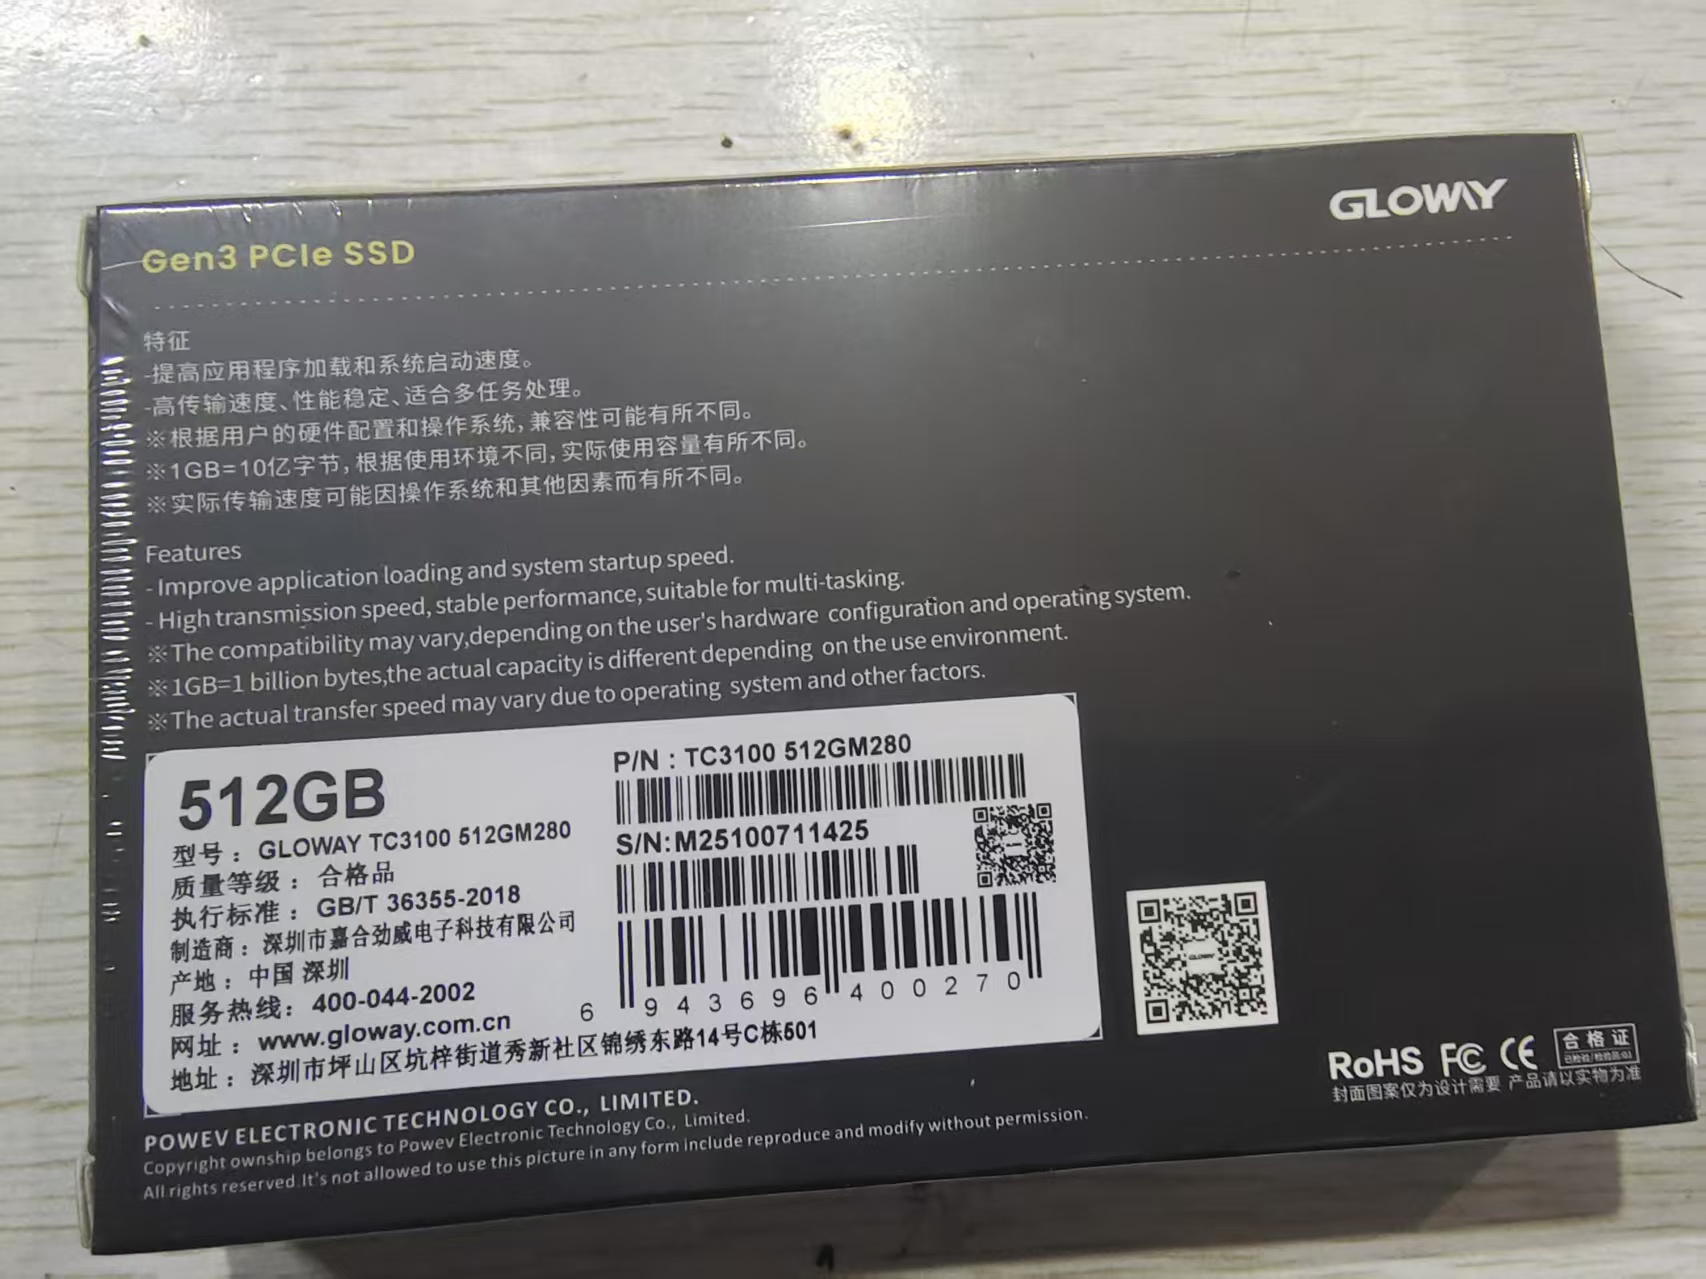 GLOWAY
Gen3 PCIe SSD
特征
-提高应用程序加载和系统启动速度。
-高传输速度、性能稳定、适合多任务处理。
※根据用户的硬件配置和操作系统,兼容性可能有所不同。
※1GB=10亿字节,根据使用环境不同,实际使用容量有所不同。
※实际传输速度可能因操作系统和其他因素而有所不同。
Features
- Improve application loading and system startup speed.
- High transmission speed, stable performance, suitable for multi-tasking.
※The compatibility may vary,depending on the user's hardware configuration and operating system.
※1GB=1 billion bytes,the actual capacity is different depending on the use environment.
※The actual transfer speed may vary due to operating system and other factors.
512GB
型号： GLOWAY TC3100 512GM280
质量等级： 合格品
执行标准： GB/T 36355-2018
制造商：深圳市嘉合劲威电子科技有限公司
产地：中国 深圳
服务热线：400-044-2002
网址： www.gloway.com.cn
地址：深圳市坪山区坑梓街道秀新社区锦绣东路14号C栋501
P/N : TC3100 512GM280
S/N:M25100711425
6 943696 400270
GLOWAY
RoHS FC CE 合格证
封面图案仅为设计需要 产品请以实物为准
POWEV ELECTRONIC TECHNOLOGY CO., LIMITED.
Copyright ownship belongs to Powev Electronic Technology Co., Limited.
All rights reserved.It's not allowed to use this picture in any form include reproduce and modify without permission.